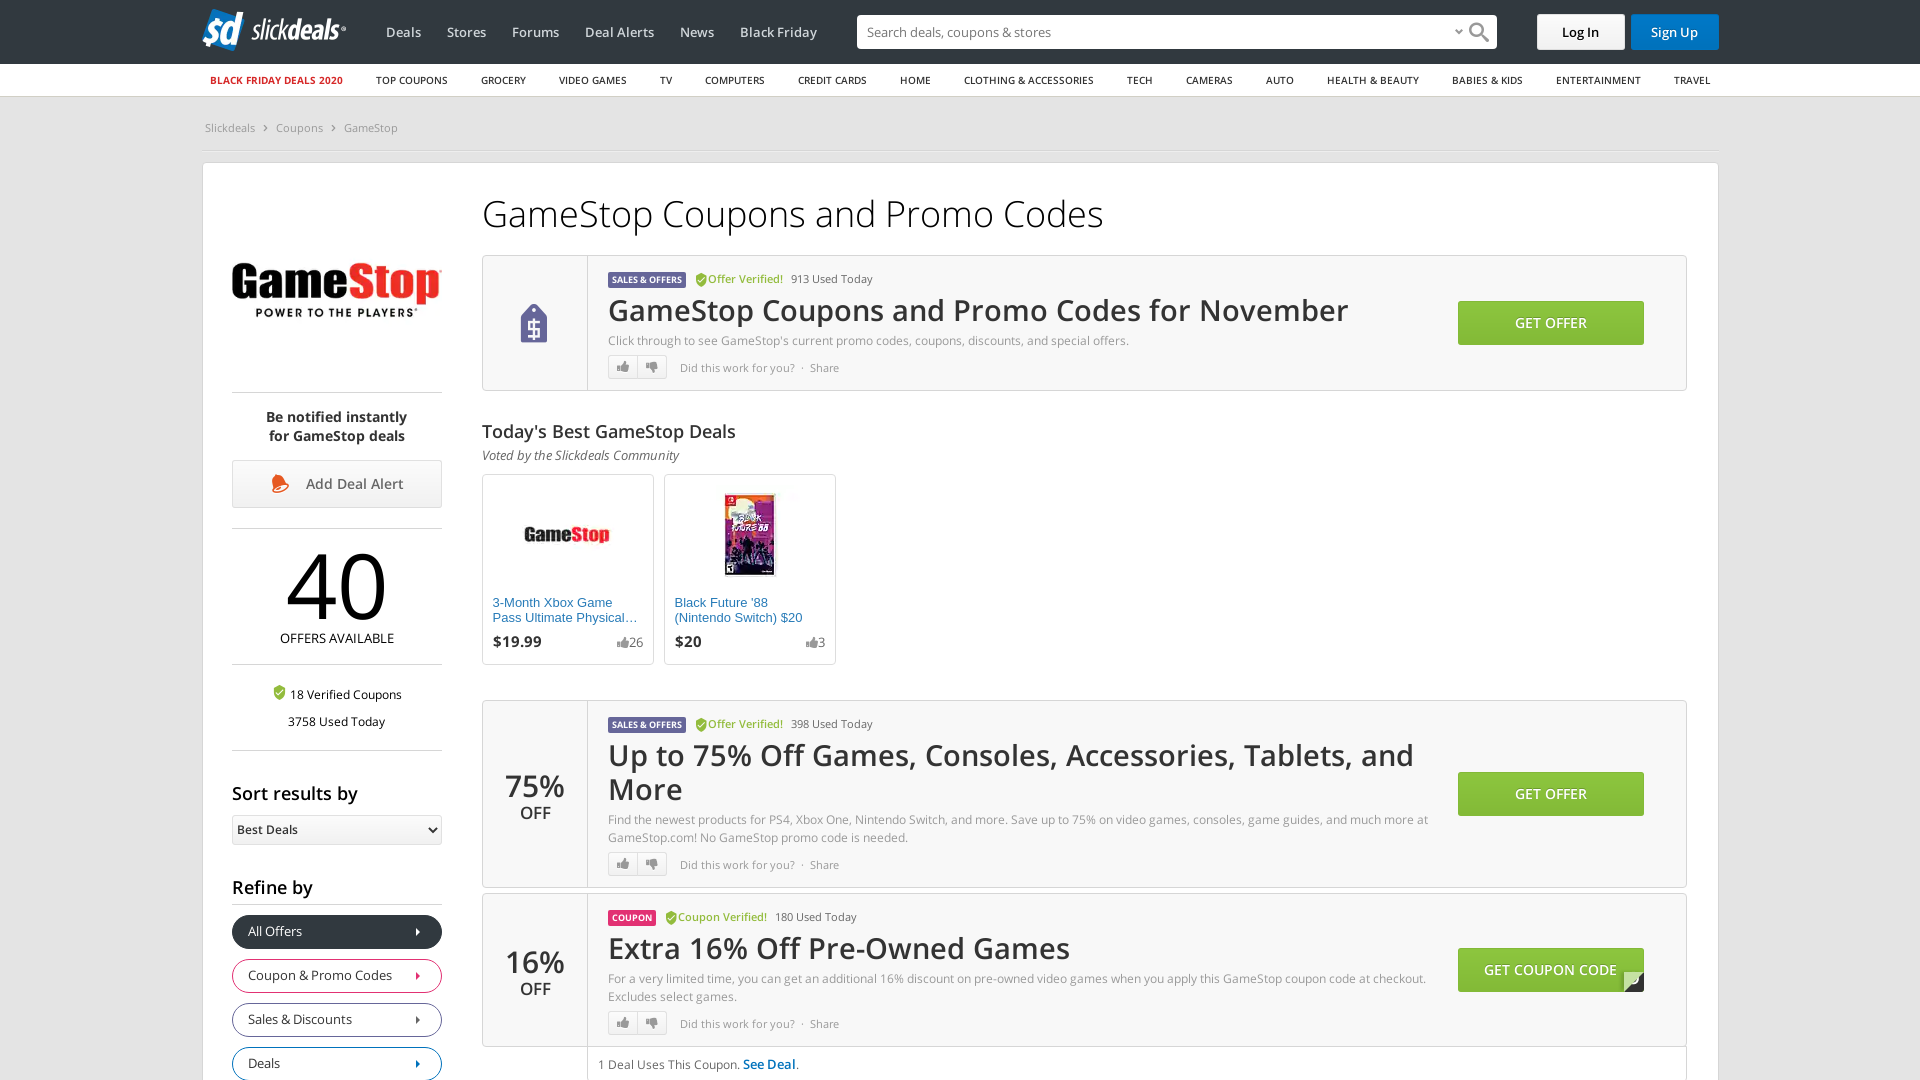 slickdeals
Deals
Stores
Forums
Deal Alerts
News
Black Friday
Search deals, coupons & stores
Log In
Sign Up
BLACK FRIDAY DEALS 2020
TOP COUPONS
GROCERY
VIDEO GAMES
TV
COMPUTERS
CREDIT CARDS
HOME
CLOTHING & ACCESSORIES
TECH
CAMERAS
AUTO
HEALTH & BEAUTY
BABIES & KIDS
ENTERTAINMENT
TRAVEL
Slickdeals
Coupons
GameStop
GameStop
POWER TO THE PLAYERS
Be notified instantly
for GameStop deals
Add Deal Alert
40
OFFERS AVAILABLE
18 Verified Coupons
3758 Used Today
Sort results by
Best Deals
Refine by
All Offers
Coupon & Promo Codes
Sales & Discounts
Deals
GameStop Coupons and Promo Codes
SALES & OFFERS Offer Verified! 913 Used Today
GameStop Coupons and Promo Codes for November
Click through to see GameStop's current promo codes, coupons, discounts, and special offers.
Did this work for you? · Share
GET OFFER
Today's Best GameStop Deals
Voted by the Slickdeals Community
GameStop
3-Month Xbox Game
Pass Ultimate Physical…
$19.99 26
BLACK
FUTURE '88
Black Future '88
(Nintendo Switch) $20
$20 3
75%
OFF
SALES & OFFERS Offer Verified! 398 Used Today
Up to 75% Off Games, Consoles, Accessories, Tablets, and
More
Find the newest products for PS4, Xbox One, Nintendo Switch, and more. Save up to 75% on video games, consoles, game guides, and much more at
GameStop.com! No GameStop promo code is needed.
Did this work for you? · Share
GET OFFER
16%
OFF
COUPON Coupon Verified! 180 Used Today
Extra 16% Off Pre-Owned Games
For a very limited time, you can get an additional 16% discount on pre-owned video games when you apply this GameStop coupon code at checkout.
Excludes select games.
Did this work for you? · Share
GET COUPON CODE
1 Deal Uses This Coupon. See Deal.